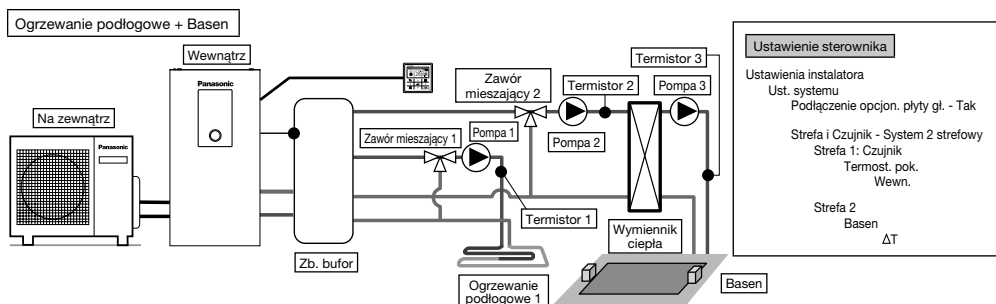 Ogrzewanie podłogowe + Basen
Wewnątrz
Panasonic
Na zewnątrz
Panasonic
Zb. bufor
Zawór mieszający 1
Pompa 1
Termistor 1
Ogrzewanie
podłogowe 1
Zawór
mieszający 2
Termistor 2
Pompa 2
Termistor 3
Pompa 3
Wymiennik
ciepła
Basen
Ustawienie sterownika
Ustawienia instalatora
Ust. systemu
Podłączenie opcjon. płyty gł. - Tak
Strefa i Czujnik - System 2 strefowy
Strefa 1: Czujnik
Termost. pok.
Wewn.
Strefa 2
Basen
ΔT